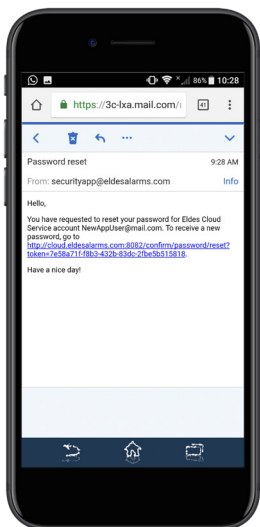 86% 10:28
https://3c-lxa.mail.com/
41
Password reset 9:28 AM
From: securityapp@eldesalarms.com Info
Hello,
You have requested to reset your password for Eldes Cloud
Service account NewAppUser@mail.com. To receive a new
password, go to
http://cloud.eldesalarms.com:8082/confirm/password/reset?
token=7e58a71f-f8b3-432b-83dc-2fbe5b515818.
Have a nice day!